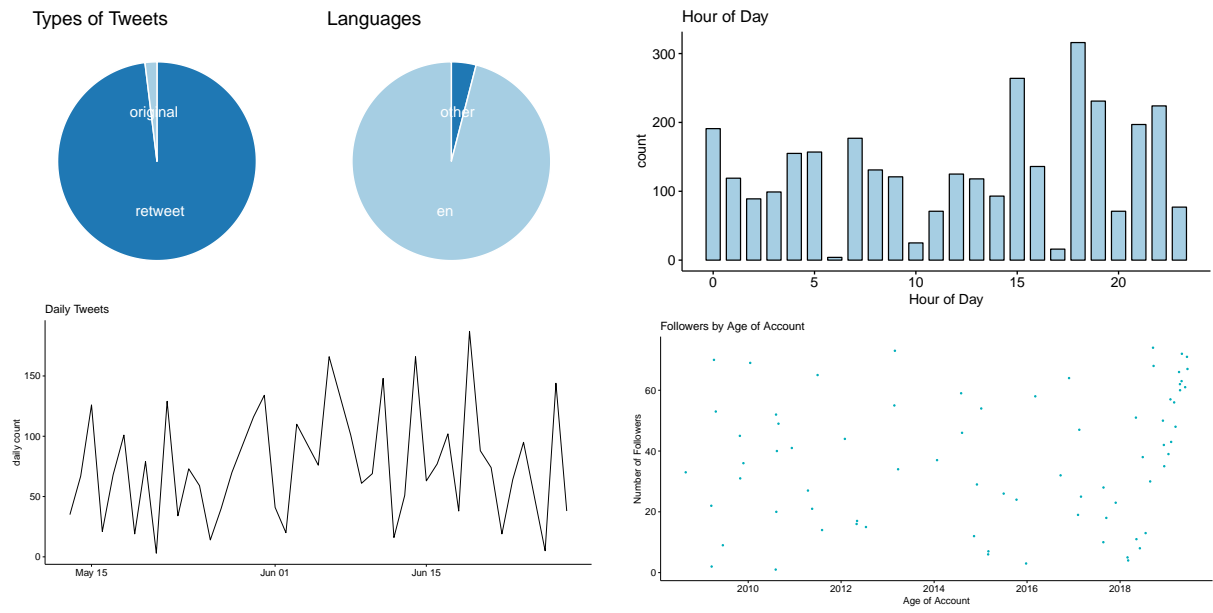 Types of Tweets
original
retweet
Languages
other
en
Hour of Day
count
300
200
100
0
0 5 10 15 20
Hour of Day
Daily Tweets
daily count
150
100
50
0
May 15 Jun 01 Jun 15
Followers by Age of Account
Number of Followers
60
40
20
0
2010 2012 2014 2016 2018
Age of Account